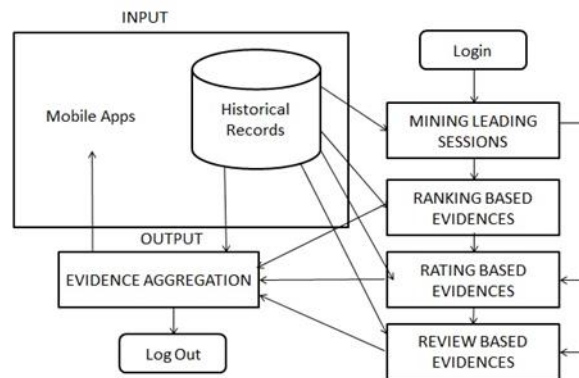 INPUT
Login
Mobile Apps
Historical
Records
MINING LEADING
SESSIONS
RANKING BASED
EVIDENCES
OUTPUT
EVIDENCE AGGREGATION
RATING BASED
EVIDENCES
Log Out
REVIEW BASED
EVIDENCES